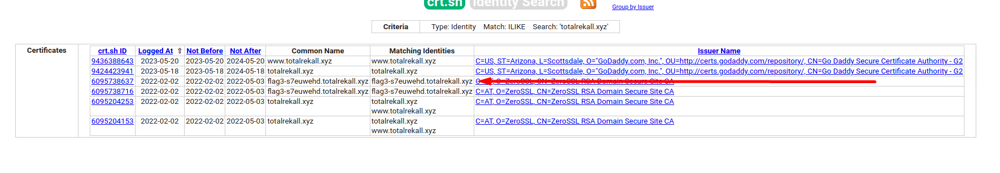 crt.sh Identity Search Group by Issuer
Criteria Type: Identity Match: ILIKE Search: 'totalrekall.xyz'
Certificates crt.sh ID Logged At ⇧ Not Before Not After Common Name Matching Identities Issuer Name
9436388643 2023-05-20 2023-05-20 2024-05-20 www.totalrekall.xyz www.totalrekall.xyz C=US, ST=Arizona, L=Scottsdale, O="GoDaddy.com, Inc.", OU=http://certs.godaddy.com/repository/, CN=Go Daddy Secure Certificate Authority - G2
9424423941 2023-05-18 2023-05-18 2024-05-18 totalrekall.xyz totalrekall.xyz C=US, ST=Arizona, L=Scottsdale, O="GoDaddy.com, Inc.", OU=http://certs.godaddy.com/repository/, CN=Go Daddy Secure Certificate Authority - G2
6095738637 2022-02-02 2022-02-02 2022-05-03 flag3-s7euwehd.totalrekall.xyz flag3-s7euwehd.totalrekall.xyz C=AT, O=ZeroSSL, CN=ZeroSSL RSA Domain Secure Site CA
6095738716 2022-02-02 2022-02-02 2022-05-03 flag3-s7euwehd.totalrekall.xyz flag3-s7euwehd.totalrekall.xyz C=AT, O=ZeroSSL, CN=ZeroSSL RSA Domain Secure Site CA
6095204253 2022-02-02 2022-02-02 2022-05-03 totalrekall.xyz totalrekall.xyz C=AT, O=ZeroSSL, CN=ZeroSSL RSA Domain Secure Site CA
www.totalrekall.xyz
6095204153 2022-02-02 2022-02-02 2022-05-03 totalrekall.xyz totalrekall.xyz C=AT, O=ZeroSSL, CN=ZeroSSL RSA Domain Secure Site CA
www.totalrekall.xyz